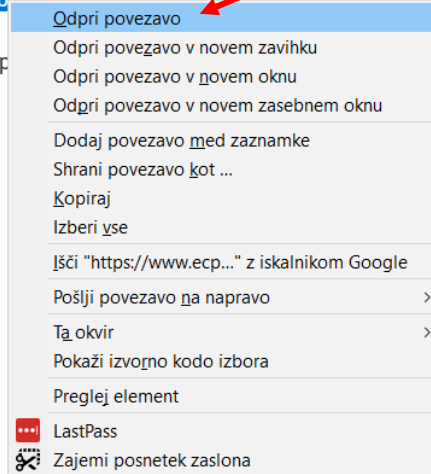 Odpri povezavo
Odpri povezavo v novem zavihku
Odpri povezavo v novem oknu
Odpri povezavo v novem zasebnem oknu
Dodaj povezavo med zaznamke
Shrani povezavo kot ...
Kopiraj
Izberi vse
Išči "https://www.ecp..." z iskalnikom Google
Pošlji povezavo na napravo
Ta okvir
Pokaži izvorno kodo izbora
Preglej element
LastPass
Zajemi posnetek zaslona